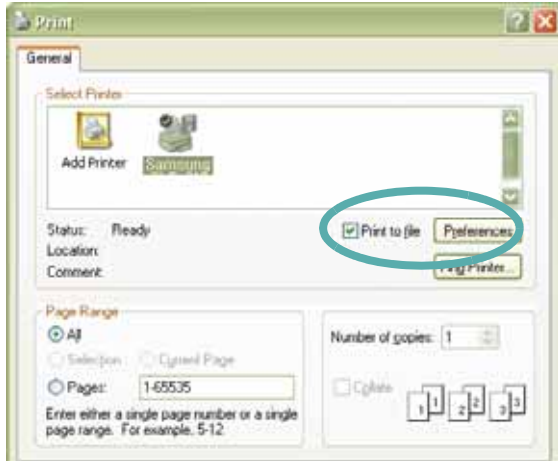 Print
General
Select Printer
Add Printer
Samsung
Status: Ready
Print to file
Preferences
Location:
Comment:
Find Printer...
Page Range
All
Selection
Current Page
Pages: 1-65535
Enter either a single page number or a single
page range. For example, 5-12
Number of copies: 1
Collate
1 1 2 2 3 3